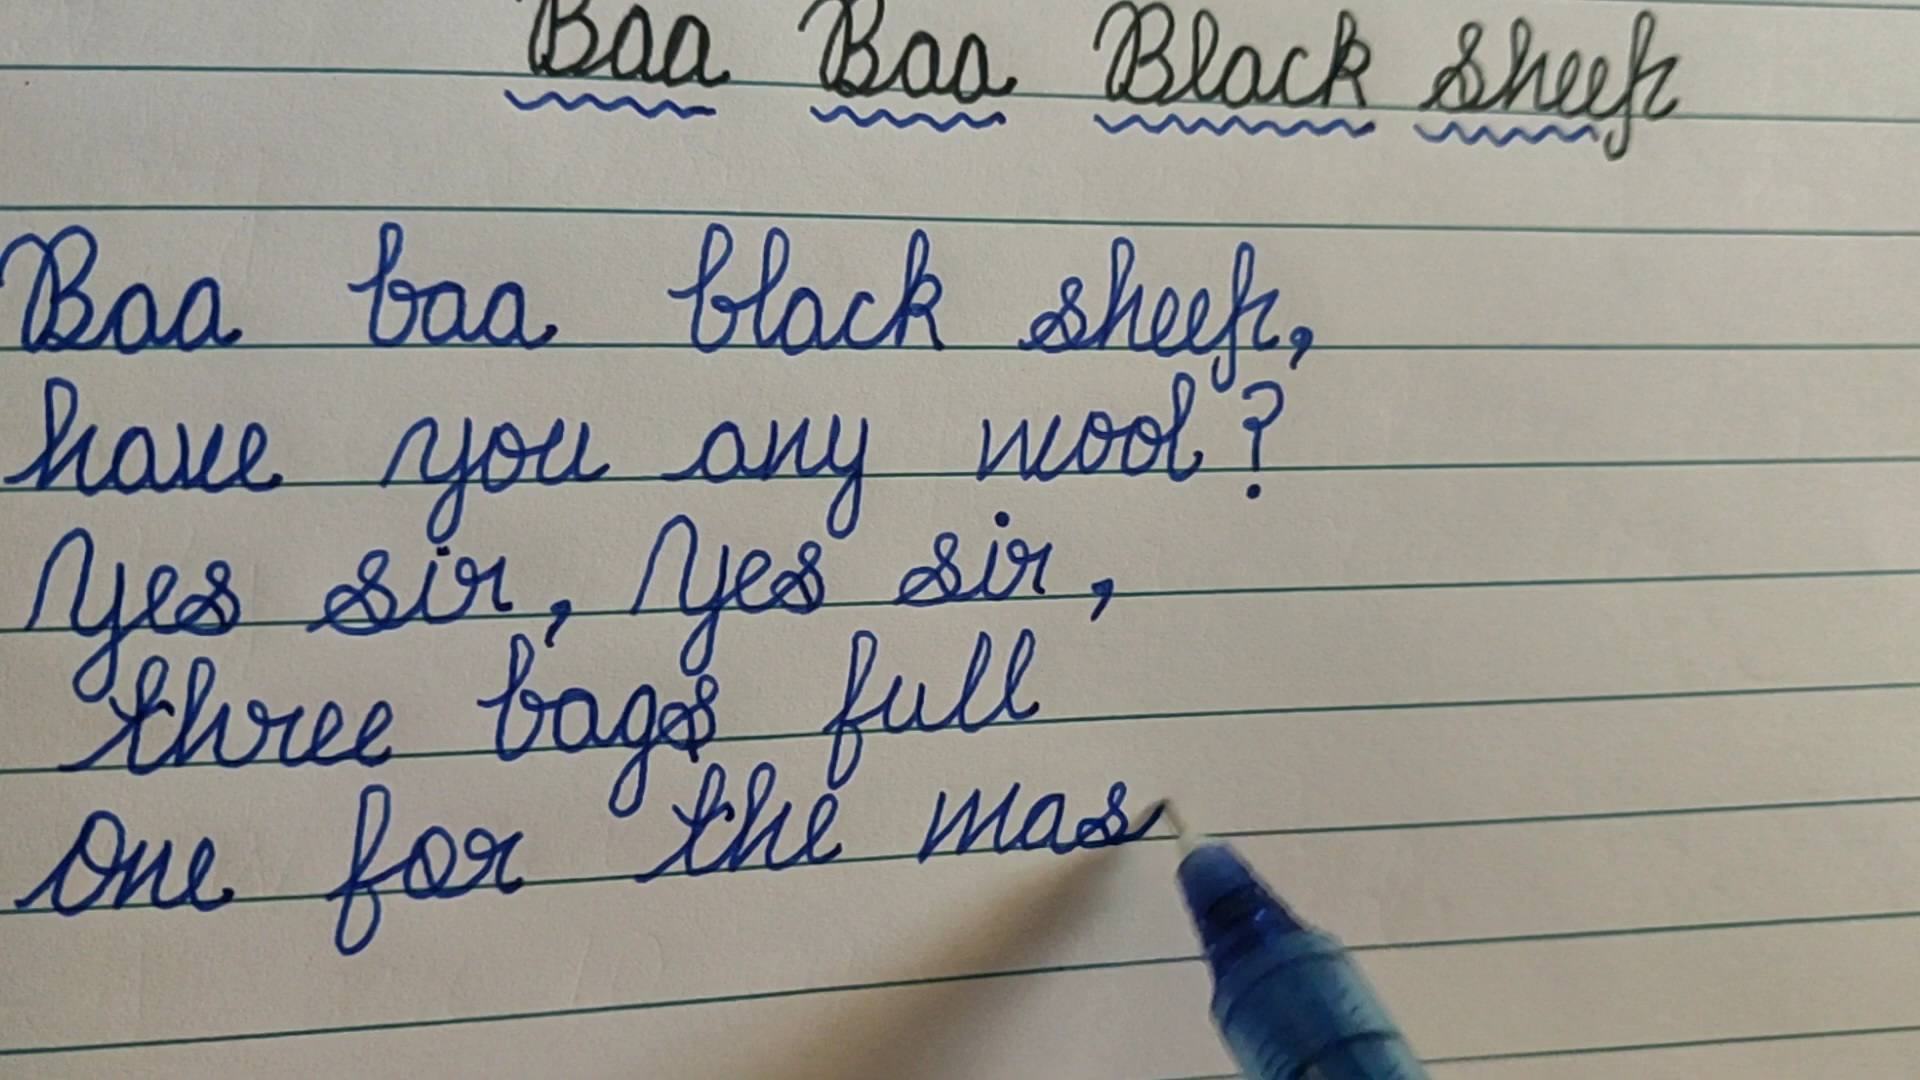 Baa Baa Black Sheep
Baa baa black sheep,
have you any wool?
Yes sir, Yes sir,
three bags full
One for the mas